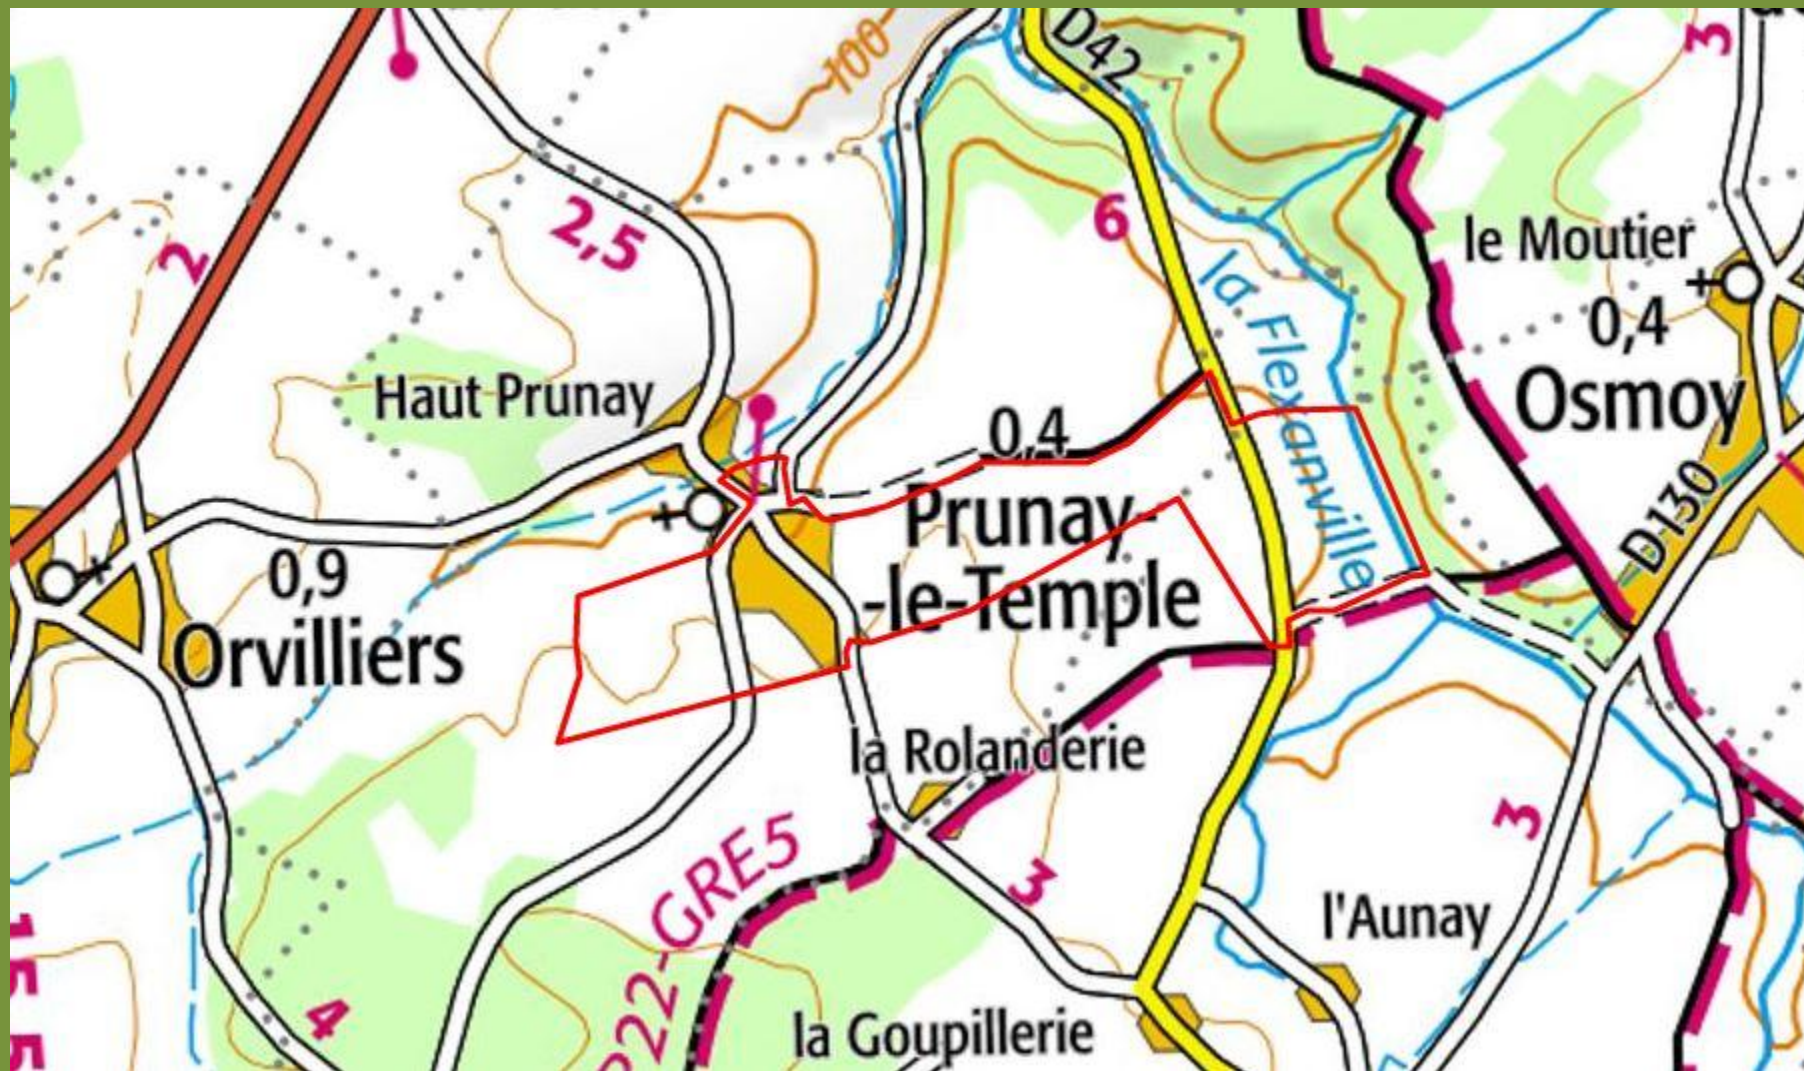 D42
3
100
2,5
2
6
la Flexanville
le Moutier
0,4
Osmoy
Haut Prunay
0,4
Prunay-
-le-Temple
D130
0,9
Orvilliers
la Rolanderie
3
3
GRE5
l'Aunay
4
la Goupillerie